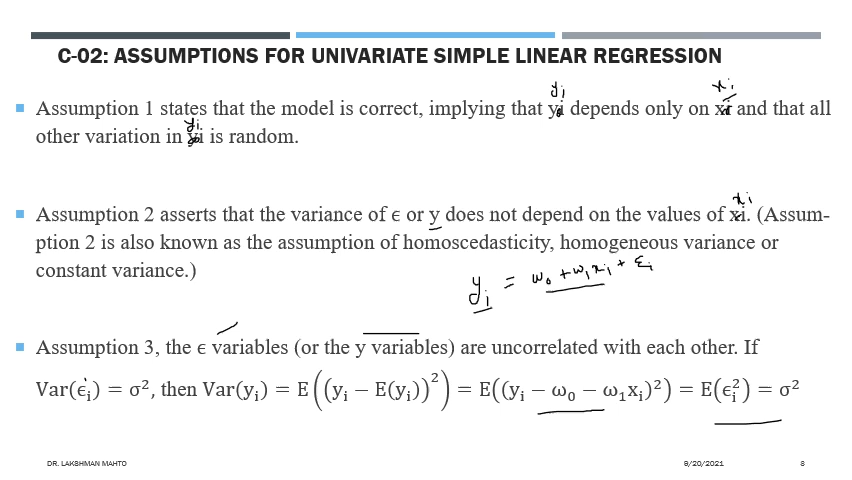 C-02: ASSUMPTIONS FOR UNIVARIATE SIMPLE LINEAR REGRESSION
yi xi
Assumption 1 states that the model is correct, implying that yi depends only on xi and that all
yi
other variation in yi is random.
xi
Assumption 2 asserts that the variance of ϵ or y does not depend on the values of xi. (Assum-
ption 2 is also known as the assumption of homoscedasticity, homogeneous variance or
constant variance.)
yᵢ = ω₀ + ω₁xᵢ + εᵢ
Assumption 3, the ϵ variables (or the y variables) are uncorrelated with each other. If
Var(ϵᵢ) = σ², then Var(yᵢ) = E((yᵢ − E(yᵢ))²) = E((yᵢ − ω₀ − ω₁xᵢ)²) = E(ϵᵢ²) = σ²
DR. LAKSHMAN MAHTO 9/20/2021 8